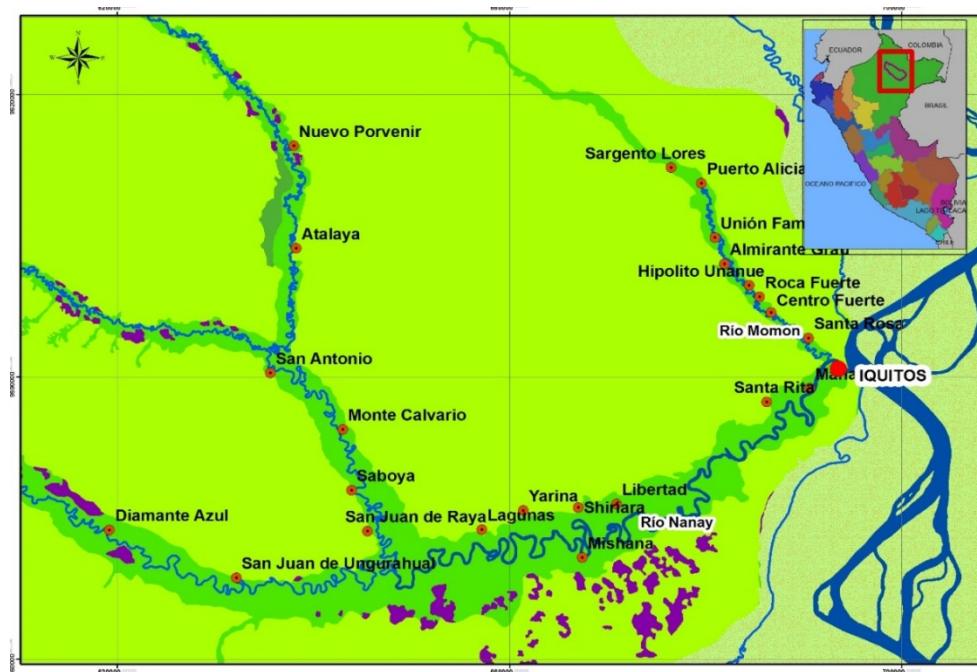 N
W
E
S
ECUADOR
COLOMBIA
BRASIL
OCEANO PACIFICO
BOLIVIA
CHILE
Nuevo Porvenir
Sargento Lores
Puerto Alicia
Atalaya
Unión Fam
Almirante Grau
Hipolito Unanue
Roca Fuerte
Centro Fuerte
Río Momon
Santa Rosa
San Antonio
IQUITOS
Santa Rita
Monte Calvario
Saboya
Yarina
Libertad
Shiriara
Diamante Azul
San Juan de Raya
Lagunas
Río Nanay
Mishana
San Juan de Ungurahual